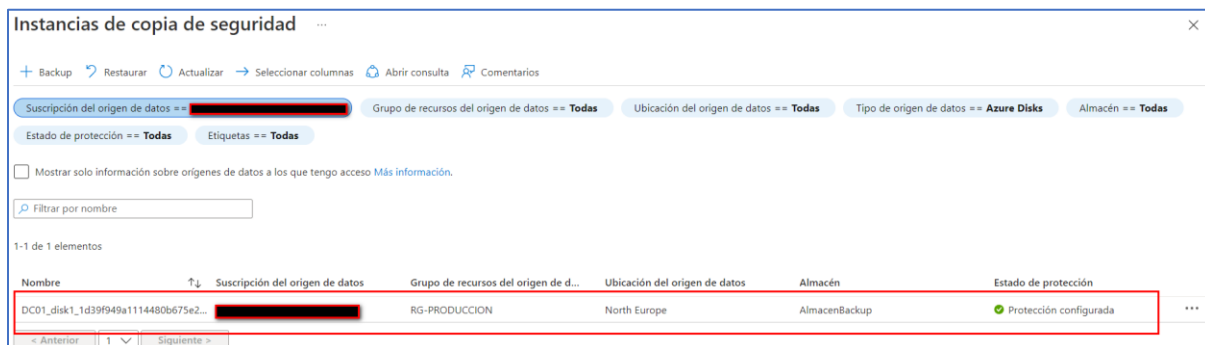 Instancias de copia de seguridad ...
Backup Restaurar Actualizar Seleccionar columnas Abrir consulta Comentarios
Suscripción del origen de datos == Grupo de recursos del origen de datos == Todas Ubicación del origen de datos == Todas Tipo de origen de datos == Azure Disks Almacén == Todas
Estado de protección == Todas Etiquetas == Todas
Mostrar solo información sobre orígenes de datos a los que tengo acceso Más información.
Filtrar por nombre
1-1 de 1 elementos
Nombre Suscripción del origen de datos Grupo de recursos del origen de d... Ubicación del origen de datos Almacén Estado de protección
DC01_disk1_1d39f949a1114480b675e2... RG-PRODUCCION North Europe AlmacenBackup Protección configurada ...
< Anterior 1 Siguiente >